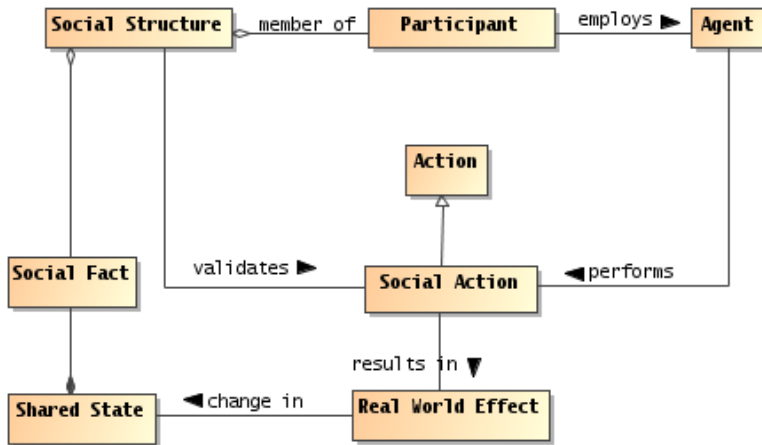 Social Structure
member of
Participant
employs
Agent
Action
Social Fact
validates
Social Action
performs
results in
Shared State
change in
Real World Effect